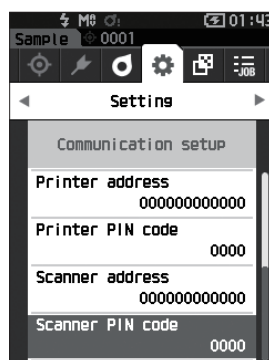 01:43
Sample 0001
JOB
Setting
Communication setup
Printer address
000000000000
Printer PIN code
0000
Scanner address
000000000000
Scanner PIN code
0000